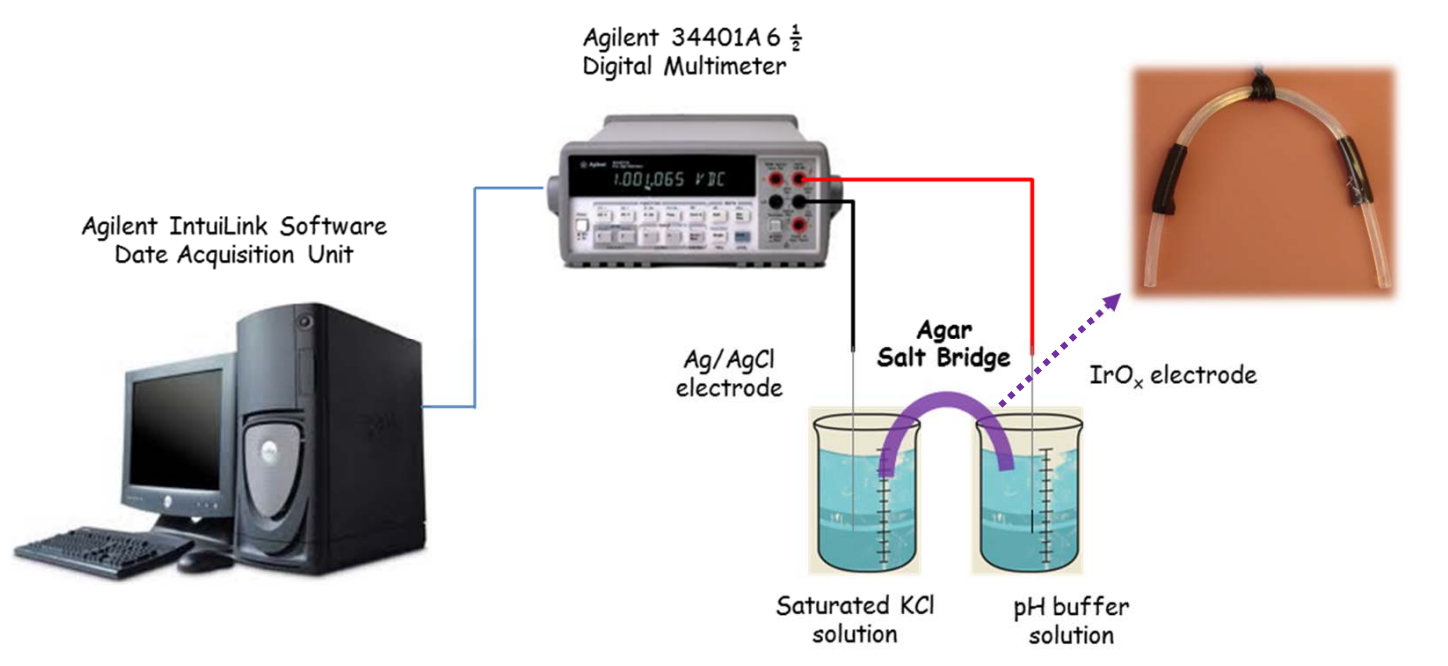 Agilent 34401A 6 ½
Digital Multimeter
Agilent
1.001,065 VDC
Agilent IntuiLink Software
Date Acquisition Unit
Agar
Salt Bridge
Ag/AgCl
electrode
IrOₓ electrode
Saturated KCl
solution
pH buffer
solution